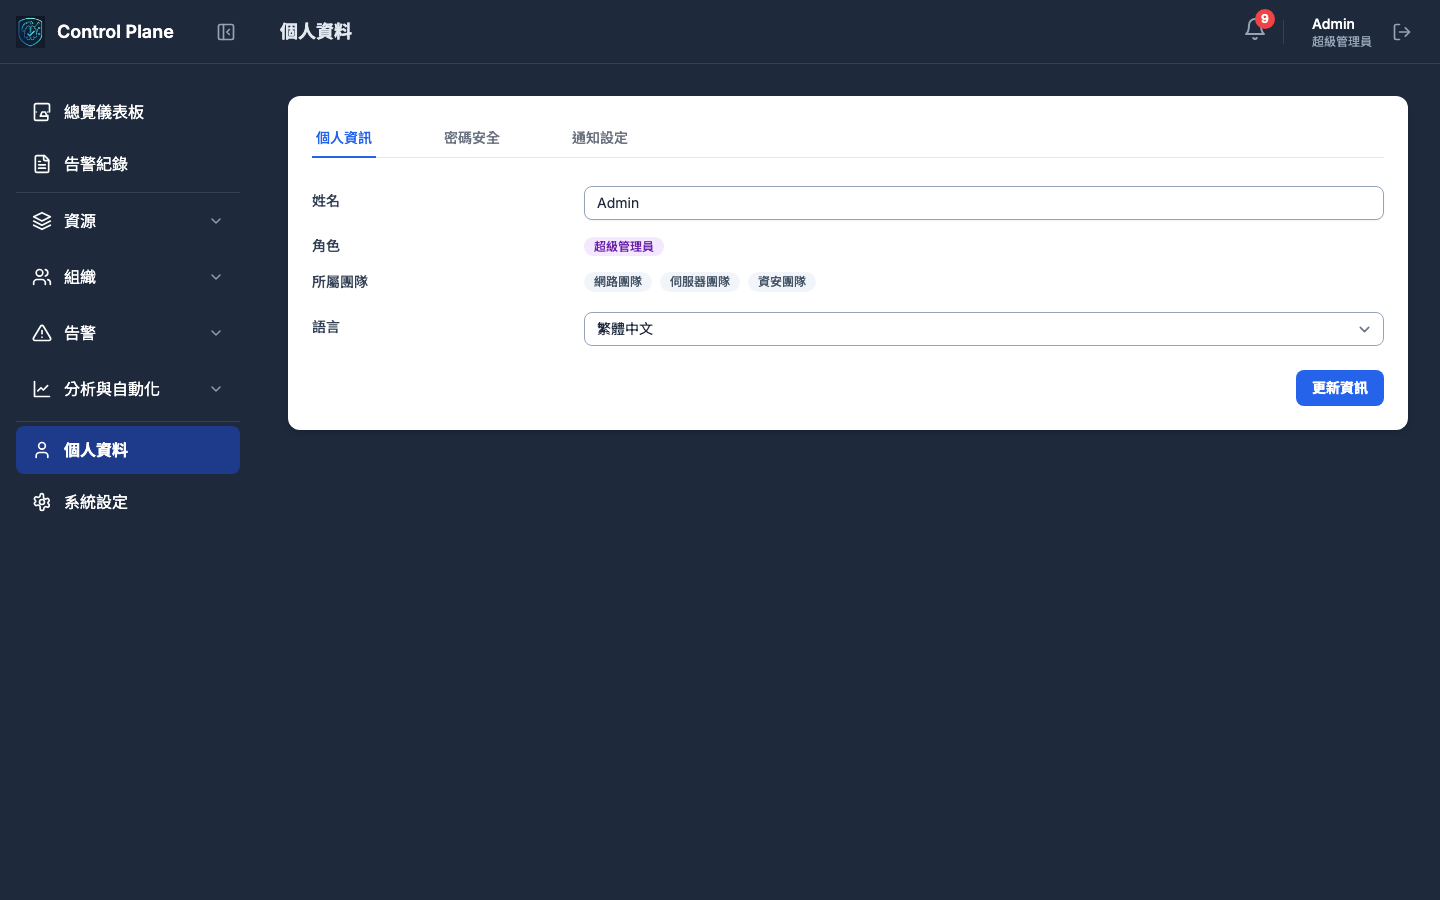 Control Plane
個人資料
9
Admin
超級管理員
總覽儀表板
告警紀錄
資源
組織
告警
分析與自動化
個人資料
系統設定
個人資訊 密碼安全 通知設定
姓名 Admin
角色 超級管理員
所屬團隊 網路團隊 伺服器團隊 資安團隊
語言 繁體中文
更新資訊